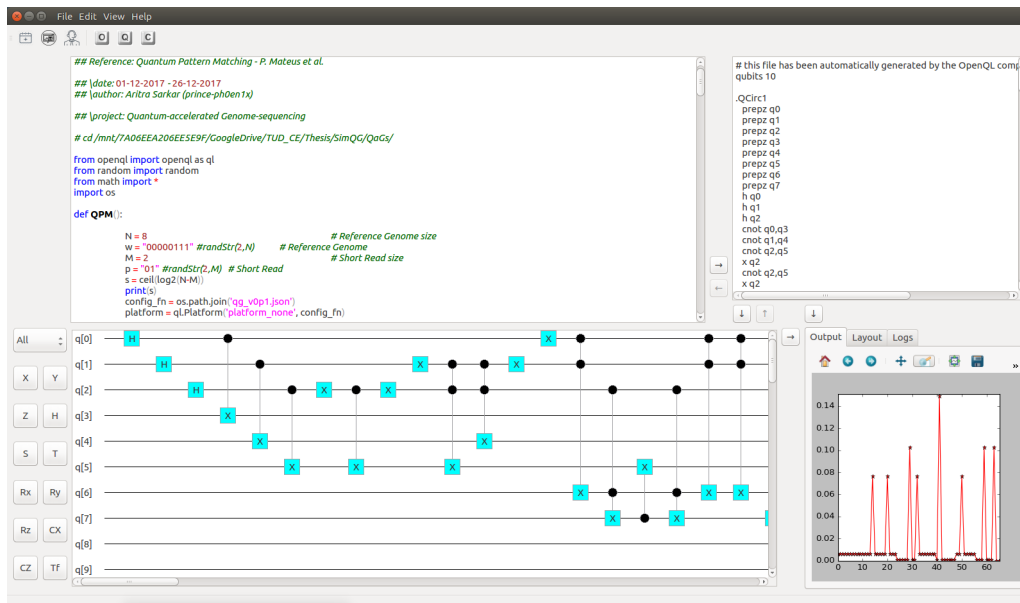 File Edit View Help
O Q C
## Reference: Quantum Pattern Matching - P. Mateus et al.
## \date: 01-12-2017 - 26-12-2017
## \author: Aritra Sarkar (prince-ph0en1x)
## \project: Quantum-accelerated Genome-sequencing
# cd /mnt/7A06EEA206EE5E9F/GoogleDrive/TUD_CE/Thesis/SimQG/QaGs/
from openql import openql as ql
from random import random
from math import *
import os
def QPM():
N = 8 # Reference Genome size
w = "00000111" #randStr(2,N) # Reference Genome
M = 2 # Short Read size
p = "01" #randStr(2,M) # Short Read
s = ceil(log2(N-M))
print(s)
config_fn = os.path.join('qg_v0p1.json')
platform = ql.Platform('platform_none', config_fn)
# this file has been automatically generated by the OpenQL comp
qubits 10
.QCirc1
prepz q0
prepz q1
prepz q2
prepz q3
prepz q4
prepz q5
prepz q6
prepz q7
h q0
h q1
h q2
cnot q0,q3
cnot q1,q4
cnot q2,q5
x q2
cnot q2,q5
x q2
All
X Y
Z H
S T
Rx Ry
Rz CX
CZ Tf
q[0] H X
q[1] H X X
q[2] H X X
q[3] X
q[4] X X
q[5] X X X X
q[6] X X X
q[7] X X
q[8]
q[9]
Output Layout Logs
»
0.14
0.12
0.10
0.08
0.06
0.04
0.02
0.00
0 10 20 30 40 50 60